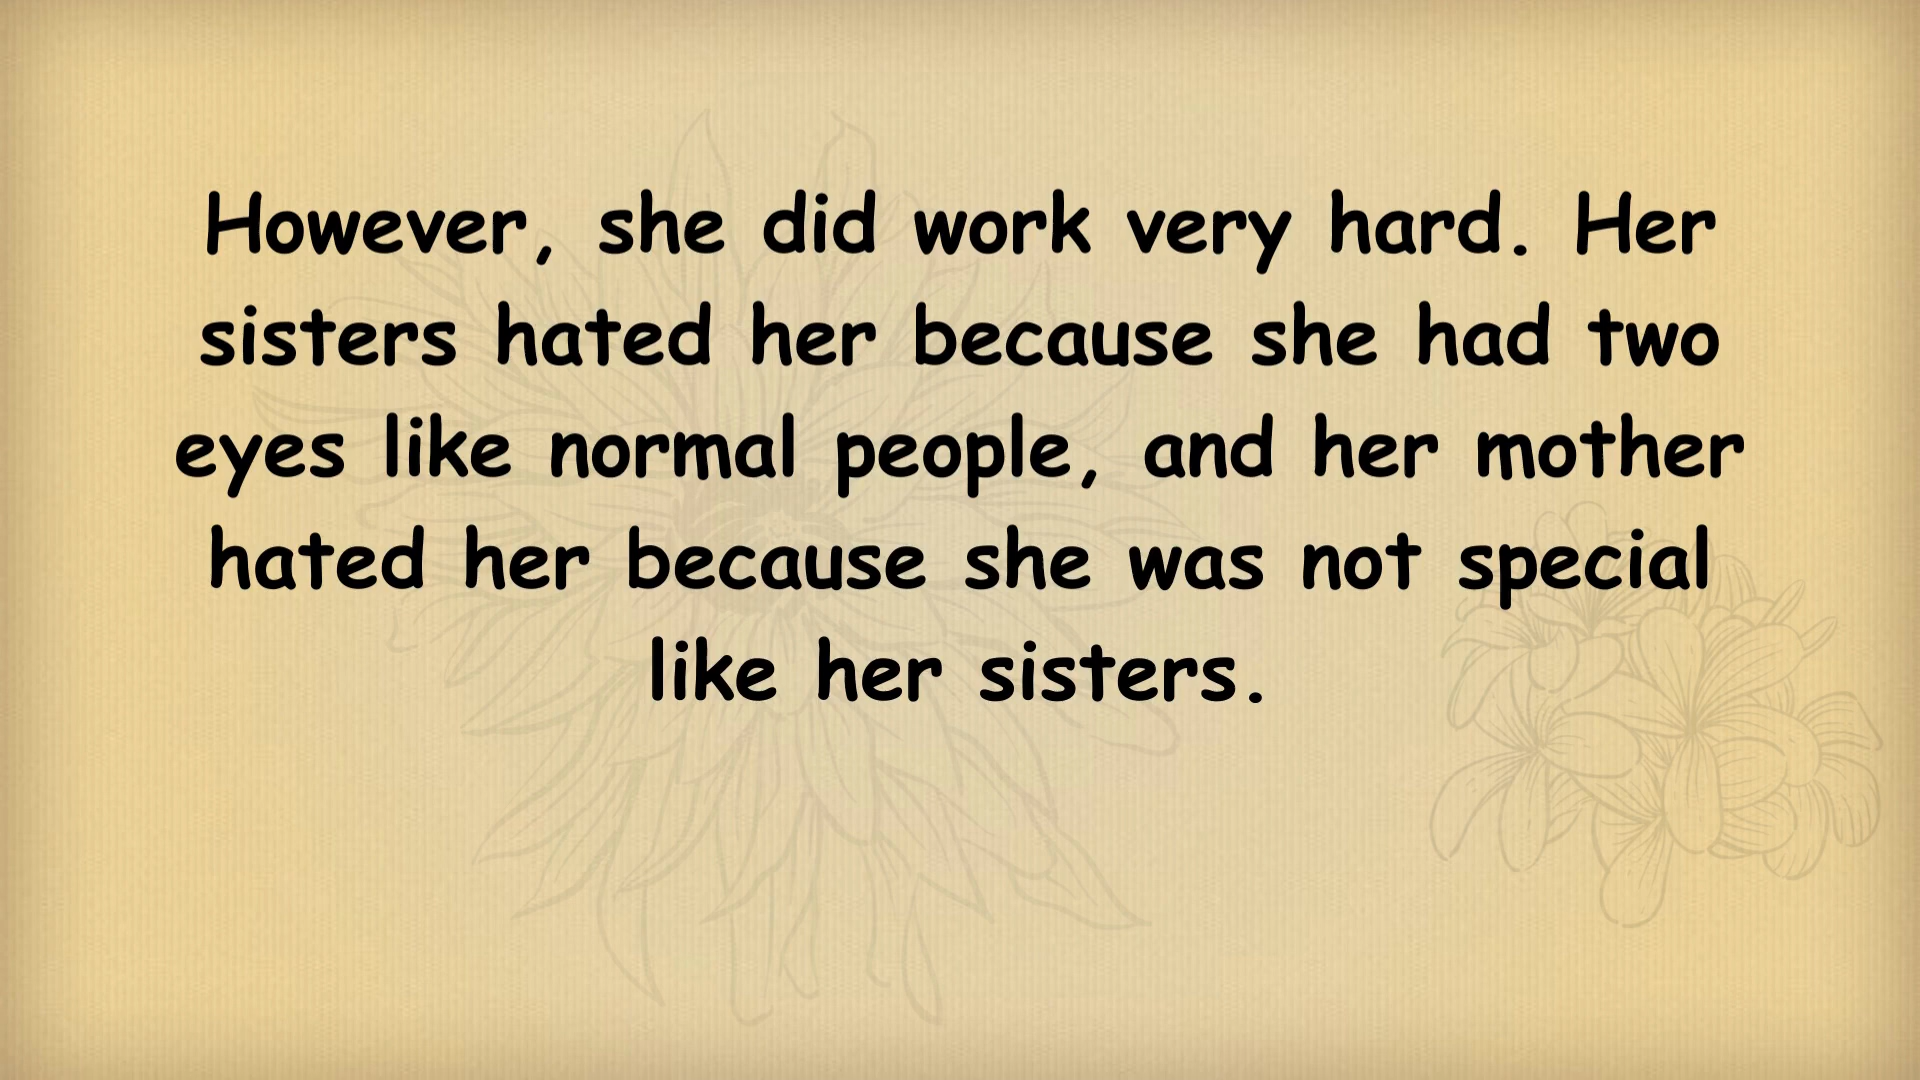 However, she did work very hard. Her
sisters hated her because she had two
eyes like normal people, and her mother
hated her because she was not special
like her sisters.